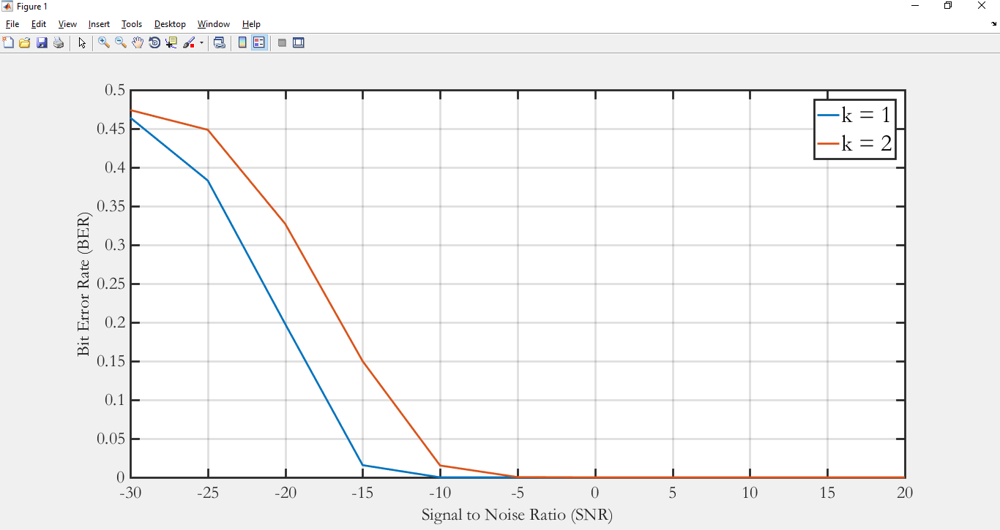 Figure 1
File Edit View Insert Tools Desktop Window Help
0.5
0.45
0.4
0.35
0.3
0.25
0.2
0.15
0.1
0.05
0
Bit Error Rate (BER)
k = 1
k = 2
-30 -25 -20 -15 -10 -5 0 5 10 15 20
Signal to Noise Ratio (SNR)